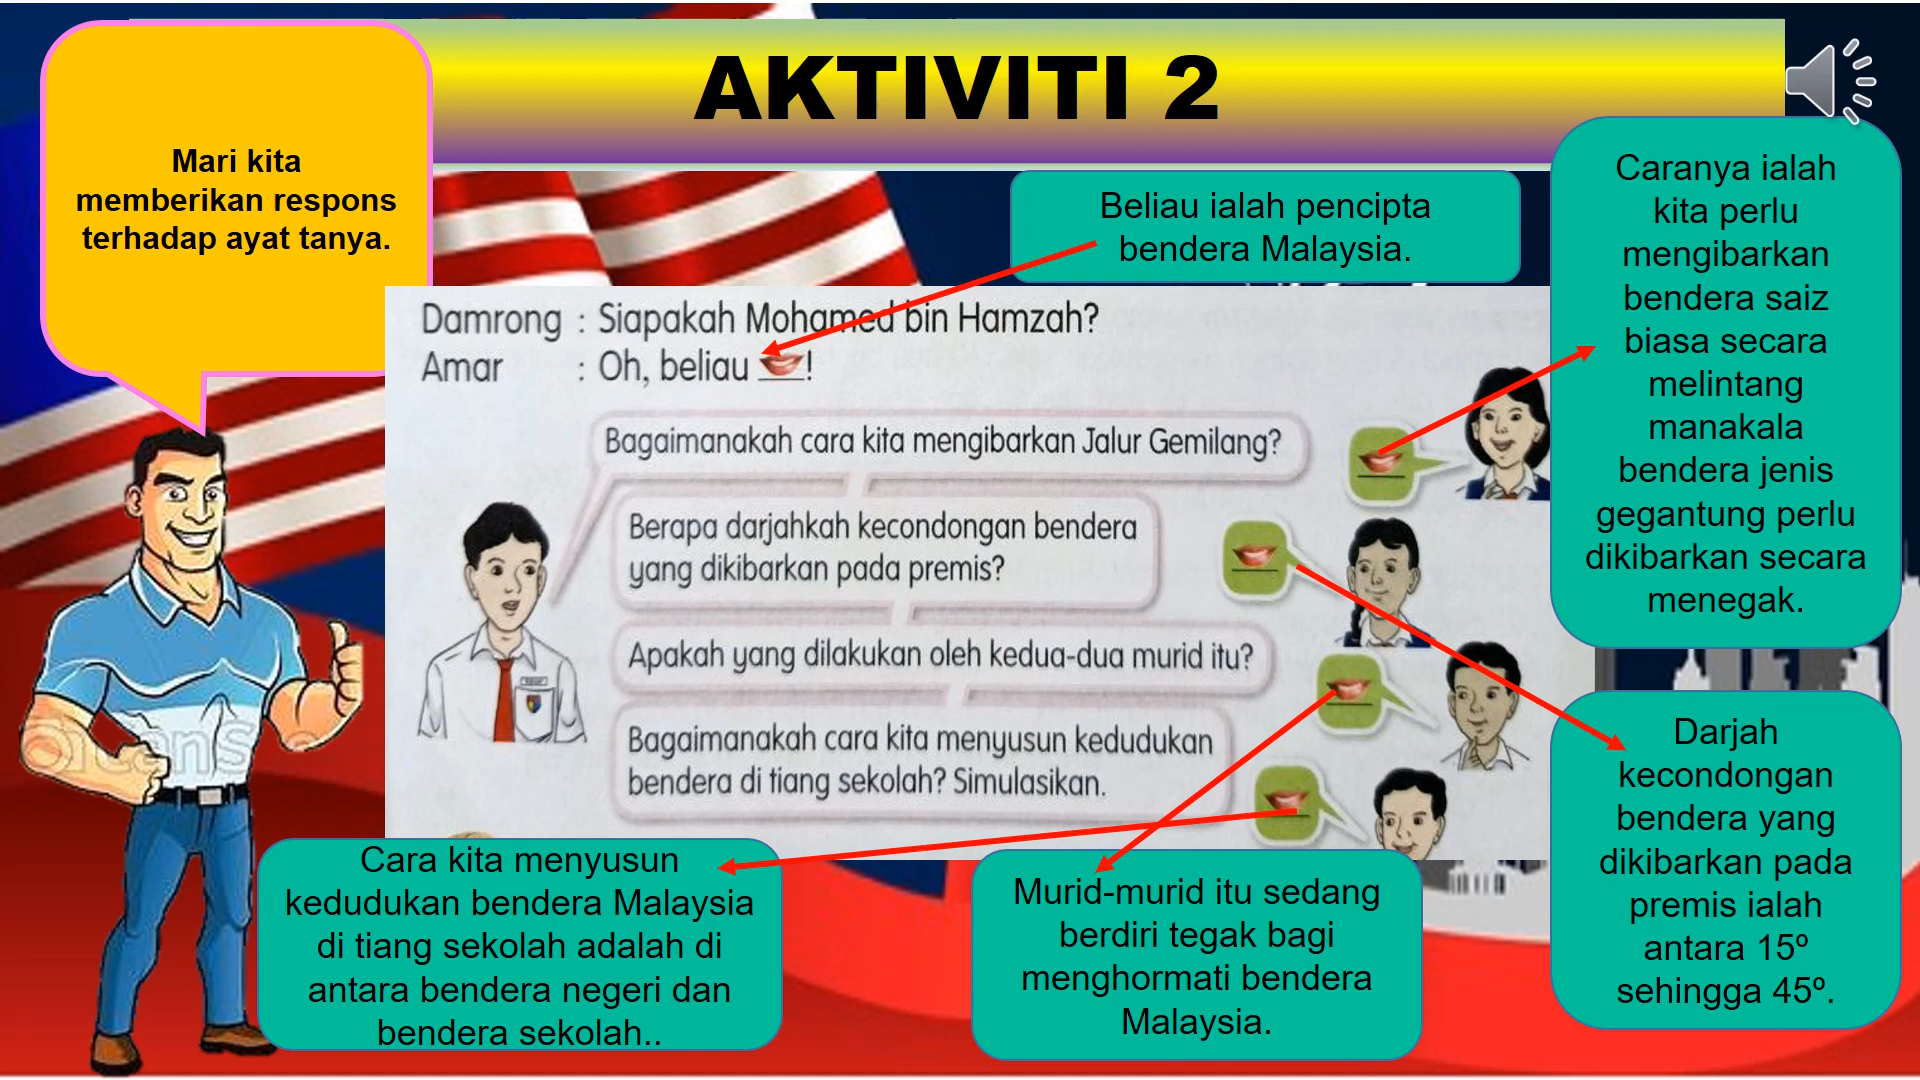 AKTIVITI 2
Mari kita
memberikan respons
terhadap ayat tanya.
Beliau ialah pencipta
bendera Malaysia.
Caranya ialah
kita perlu
mengibarkan
bendera saiz
biasa secara
melintang
manakala
bendera jenis
gegantung perlu
dikibarkan secara
menegak.
Damrong : Siapakah Mohamed bin Hamzah?
Amar : Oh, beliau ___!
Bagaimanakah cara kita mengibarkan Jalur Gemilang?
Berapa darjahkah kecondongan bendera
yang dikibarkan pada premis?
Apakah yang dilakukan oleh kedua-dua murid itu?
Bagaimanakah cara kita menyusun kedudukan
bendera di tiang sekolah? Simulasikan.
Darjah
kecondongan
bendera yang
dikibarkan pada
premis ialah
antara 15º
sehingga 45º.
Cara kita menyusun
kedudukan bendera Malaysia
di tiang sekolah adalah di
antara bendera negeri dan
bendera sekolah..
Murid-murid itu sedang
berdiri tegak bagi
menghormati bendera
Malaysia.